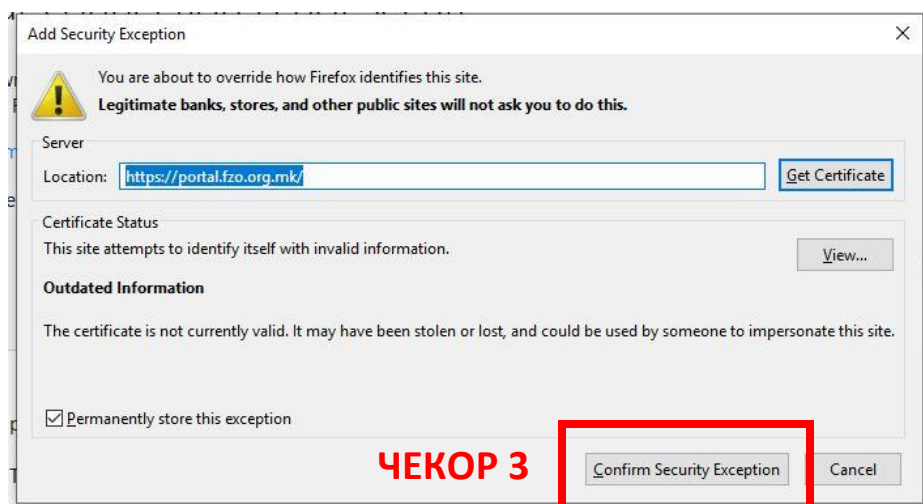 Add Security Exception
You are about to override how Firefox identifies this site.
Legitimate banks, stores, and other public sites will not ask you to do this.
Server
Location: https://portal.fzo.org.mk/ Get Certificate
Certificate Status
This site attempts to identify itself with invalid information. View...
Outdated Information
The certificate is not currently valid. It may have been stolen or lost, and could be used by someone to impersonate this site.
Permanently store this exception
ЧЕКОР 3 Confirm Security Exception Cancel